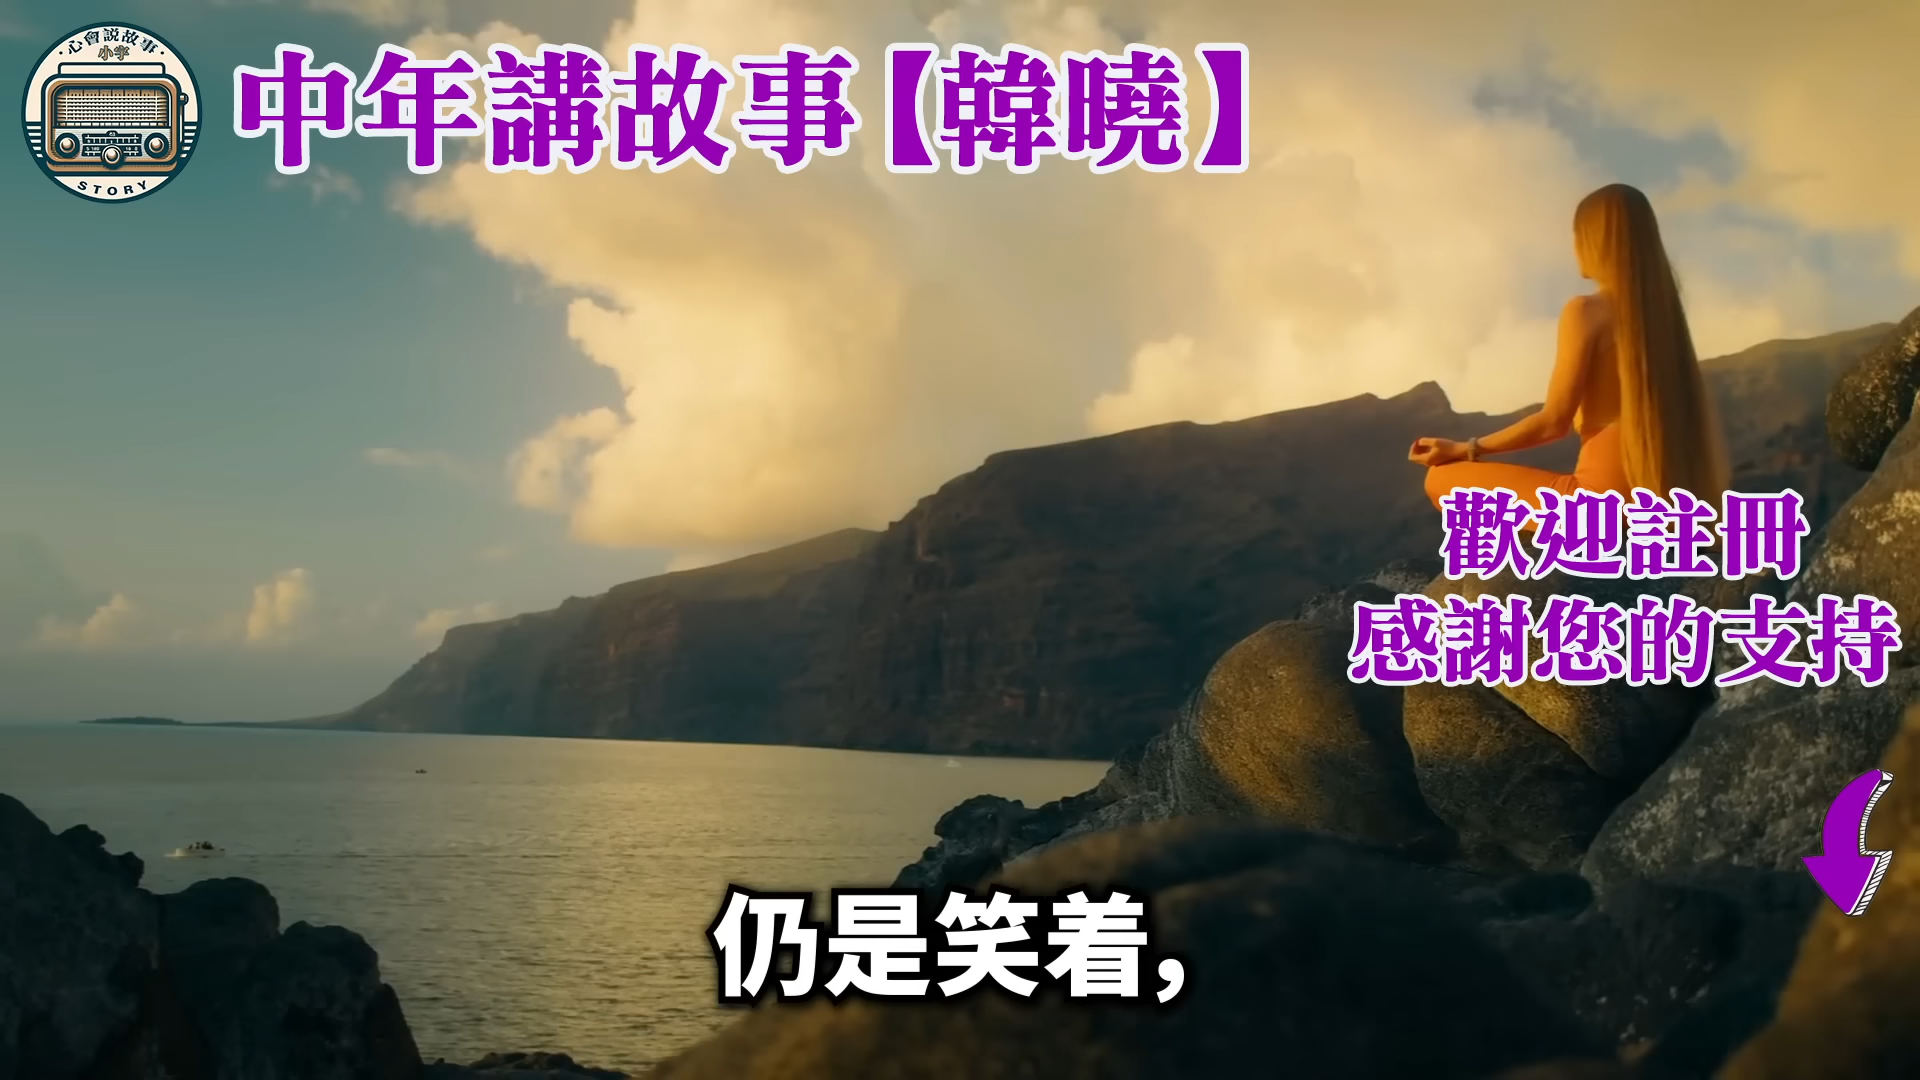 心會說故事
小字
STORY
中年講故事【韓曉】
歡迎註冊
感謝您的支持
仍是笑着,